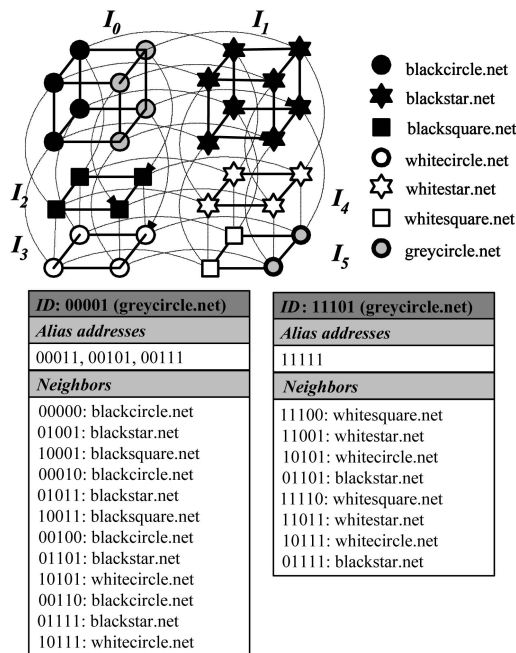 I0
I1
blackcircle.net
blackstar.net
blacksquare.net
whitecircle.net
whitestar.net
whitesquare.net
greycircle.net
I2
I3
I4
I5
ID: 00001 (greycircle.net)
Alias addresses
00011, 00101, 00111
Neighbors
00000: blackcircle.net
01001: blackstar.net
10001: blacksquare.net
00010: blackcircle.net
01011: blackstar.net
10011: blacksquare.net
00100: blackcircle.net
01101: blackstar.net
10101: whitecircle.net
00110: blackcircle.net
01111: blackstar.net
10111: whitecircle.net
ID: 11101 (greycircle.net)
Alias addresses
11111
Neighbors
11100: whitesquare.net
11001: whitestar.net
10101: whitecircle.net
01101: blackstar.net
11110: whitesquare.net
11011: whitestar.net
10111: whitecircle.net
01111: blackstar.net